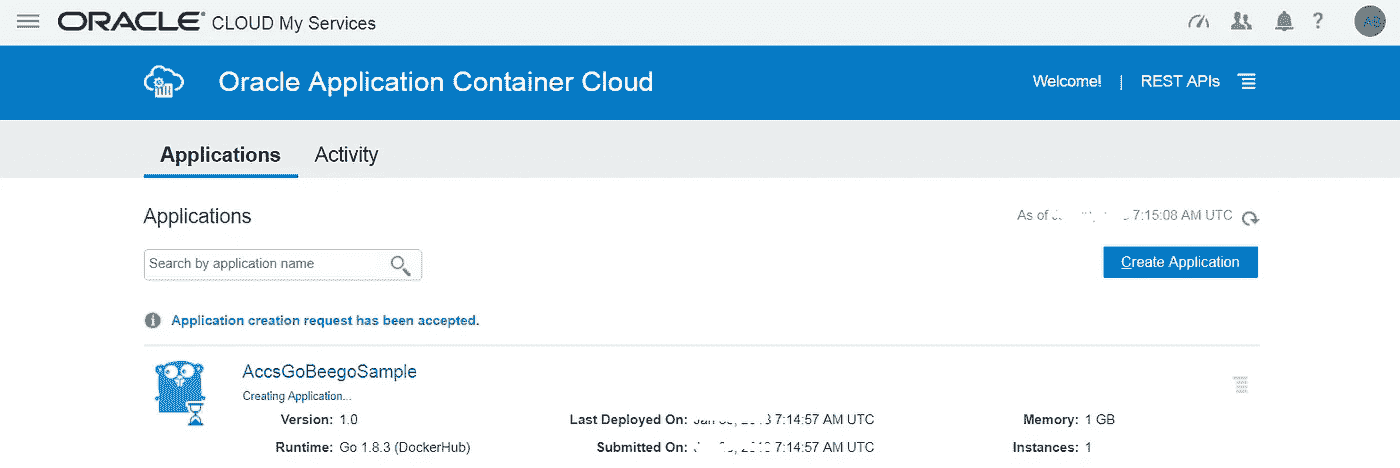 ORACLE® CLOUD My Services
?
AB
Oracle Application Container Cloud
Welcome! | REST APIs
Applications
Activity
Applications
As of 7:15:08 AM UTC
Search by application name
Create Application
Application creation request has been accepted.
AccsGoBeegoSample
Creating Application...
Version: 1.0
Last Deployed On: 7:14:57 AM UTC
Memory: 1 GB
Runtime: Go 1.8.3 (DockerHub)
Submitted On: 7:14:57 AM UTC
Instances: 1